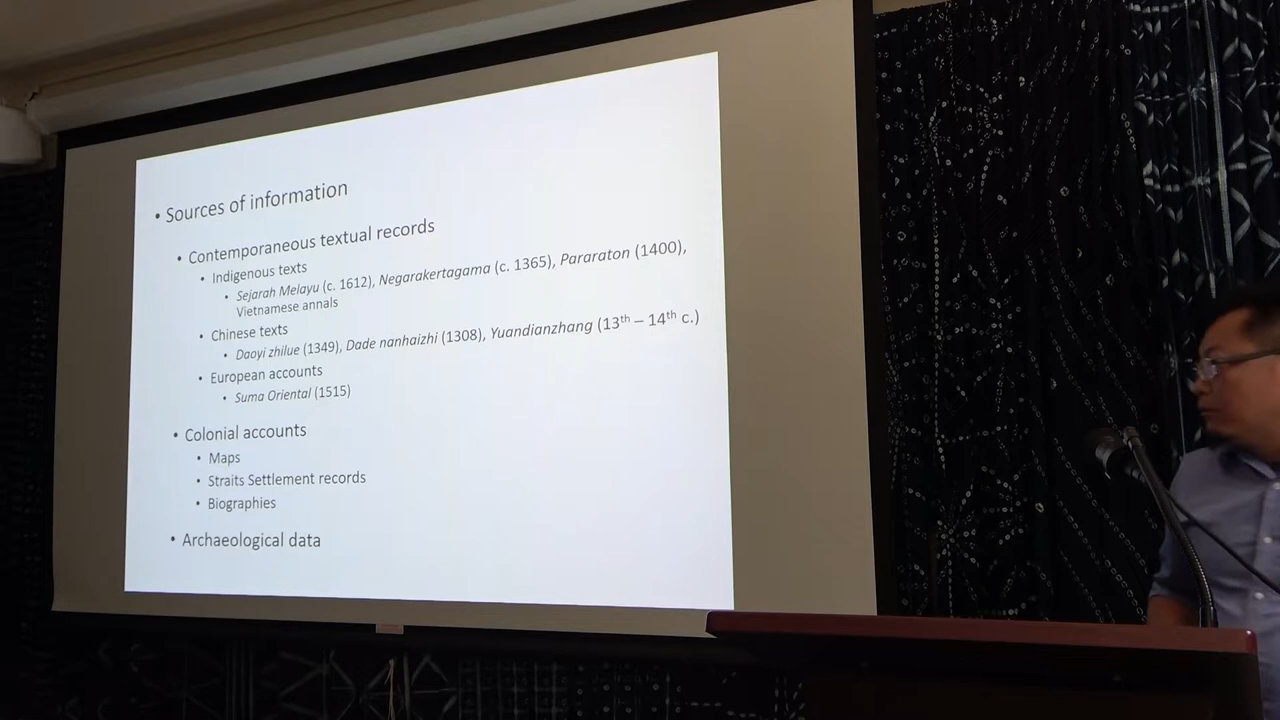 • Sources of information
• Contemporaneous textual records
• Indigenous texts
• Sejarah Melayu (c. 1612), Negarakertagama (c. 1365), Pararaton (1400),
Vietnamese annals
• Chinese texts
• Daoyi zhilue (1349), Dade nanhaizhi (1308), Yuandianzhang (13th – 14th c.)
• European accounts
• Suma Oriental (1515)
• Colonial accounts
• Maps
• Straits Settlement records
• Biographies
• Archaeological data